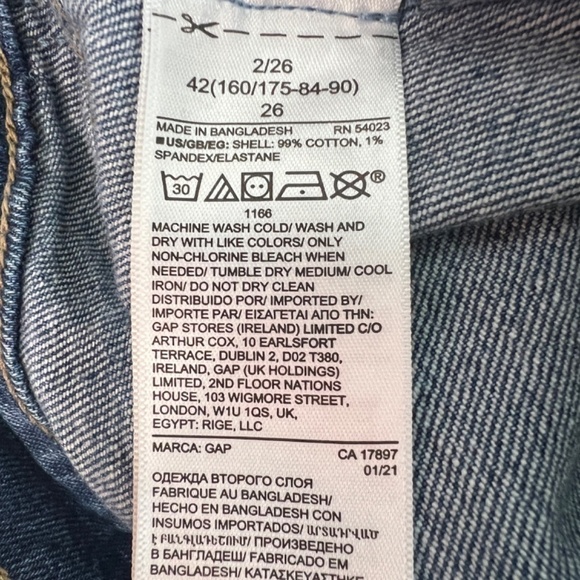 2/26
42(160/175-84-90)
26
MADE IN BANGLADESH RN 54023
US/GB/EG: SHELL: 99% COTTON, 1%
SPANDEX/ELASTANE
30
®
1166
MACHINE WASH COLD/ WASH AND
DRY WITH LIKE COLORS/ ONLY
NON-CHLORINE BLEACH WHEN
NEEDED/ TUMBLE DRY MEDIUM/ COOL
IRON/ DO NOT DRY CLEAN
DISTRIBUIDO POR/ IMPORTED BY/
IMPORTE PAR/ ΕΙΣΑΓΕΤΑΙ ΑΠΟ ΤΗΝ:
GAP STORES (IRELAND) LIMITED C/O
ARTHUR COX, 10 EARLSFORT
TERRACE, DUBLIN 2, D02 T380,
IRELAND, GAP (UK HOLDINGS)
LIMITED, 2ND FLOOR NATIONS
HOUSE, 103 WIGMORE STREET,
LONDON, W1U 1QS, UK,
EGYPT: RIGE, LLC
MARCA: GAP CA 17897
01/21
ОДЕЖДА ВТОРОГО СЛОЯ
FABRIQUE AU BANGLADESH/
HECHO EN BANGLADESH CON
INSUMOS IMPORTADOS/ ԱՐՏԱԴՐՎԱԾ
Է ԲԱՆԳԼԱԴԵՇՈՒՄ/ ПРОИЗВЕДЕНО
В БАНГЛАДЕШ/ FABRICADO EM
BANGLADESH/ ΚΑΤΑΣΚΕΥΑΣΤΗΚΕ